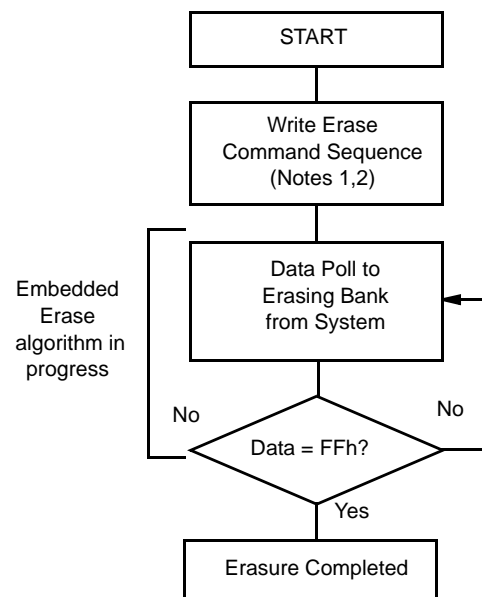 START
Write Erase
Command Sequence
(Notes 1,2)
Data Poll to
Erasing Bank
from System
Embedded
Erase
algorithm in
progress
No
No
Data = FFh?
Yes
Erasure Completed